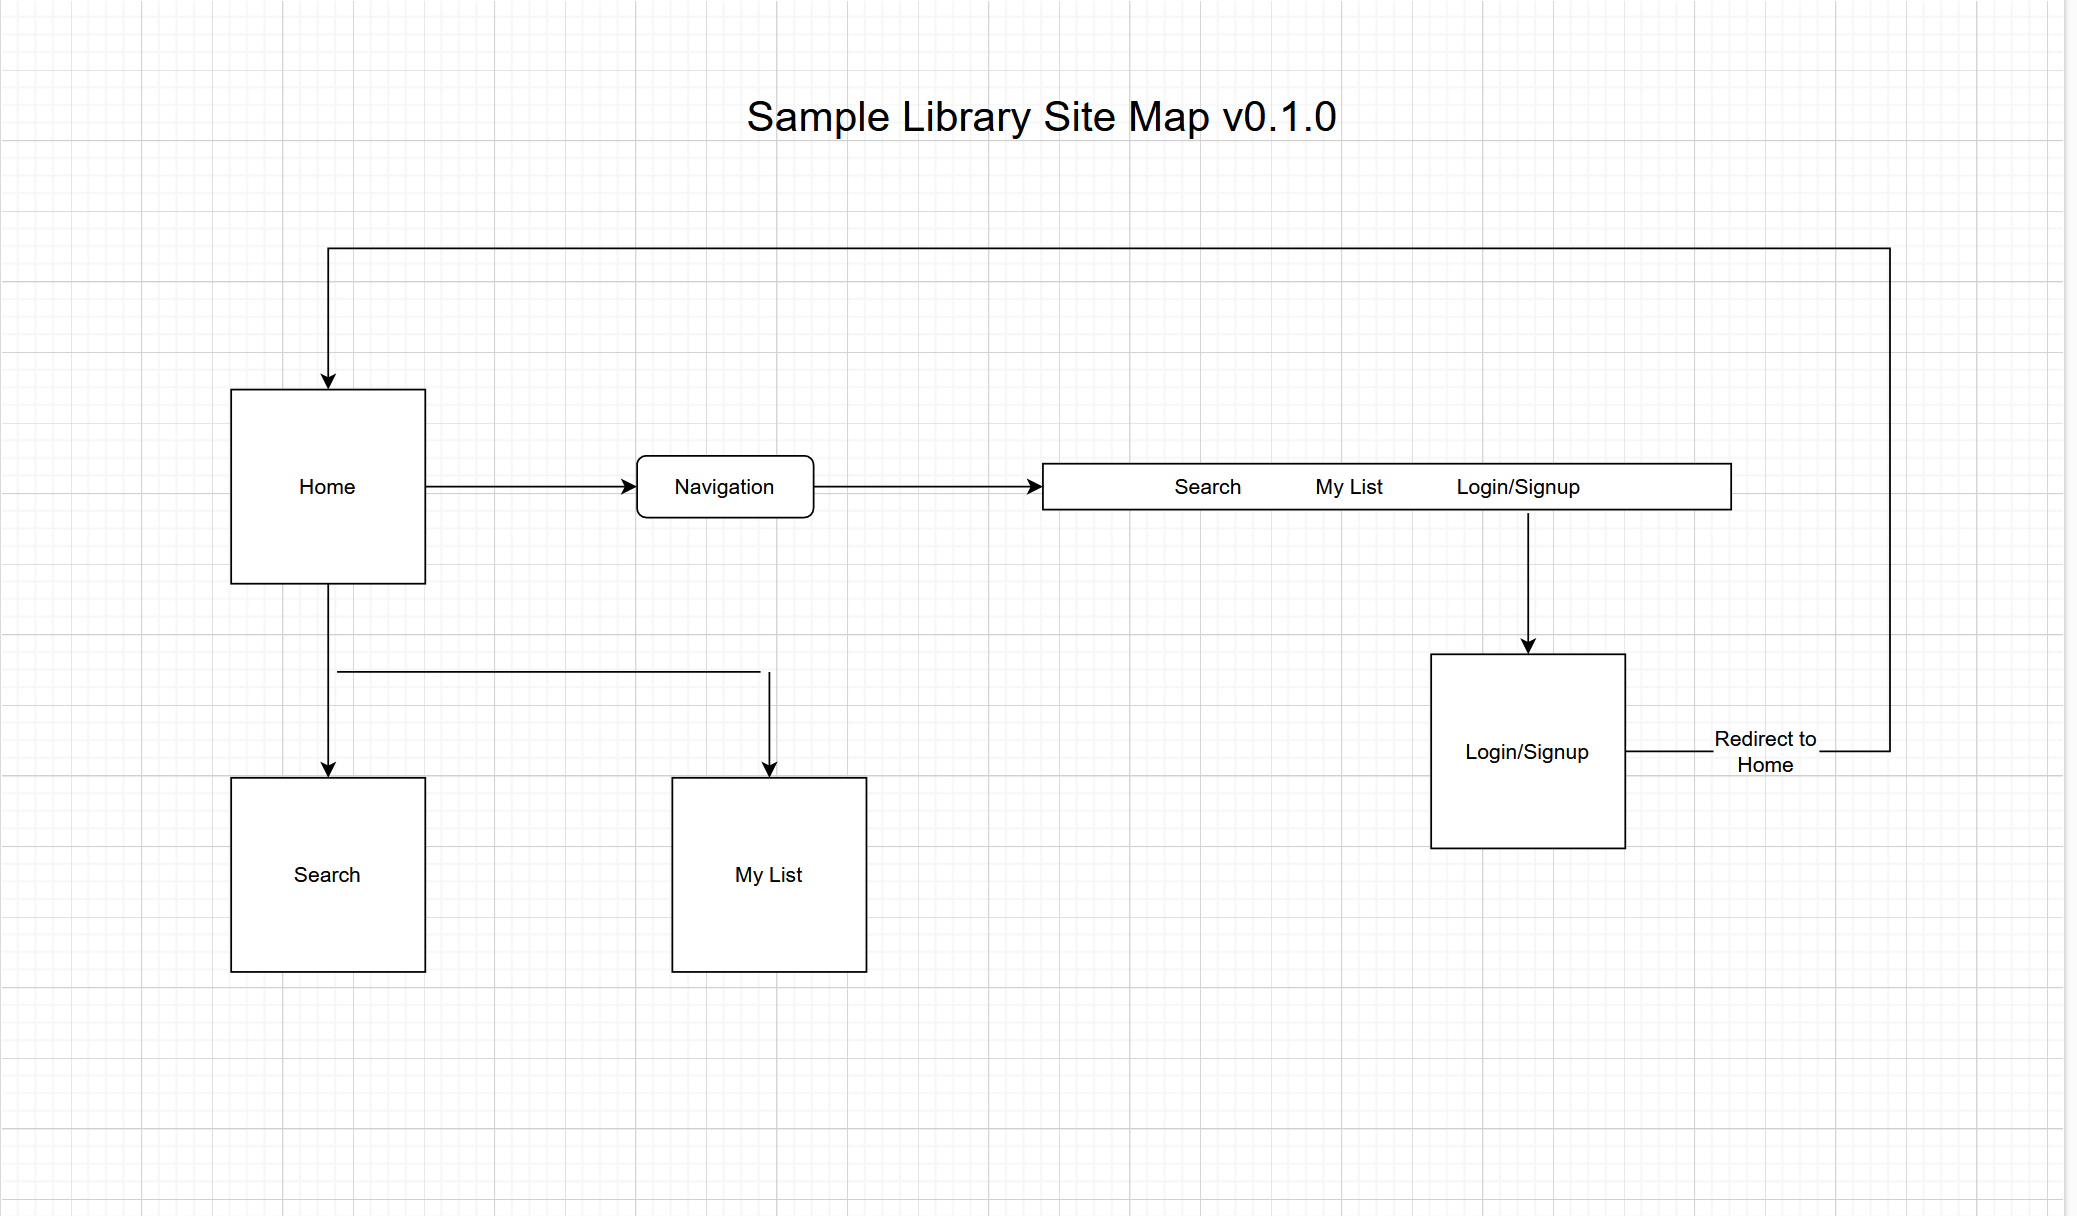 Sample Library Site Map v0.1.0
Home
Navigation
Search My List Login/Signup
Login/Signup
Redirect to
Home
Search
My List